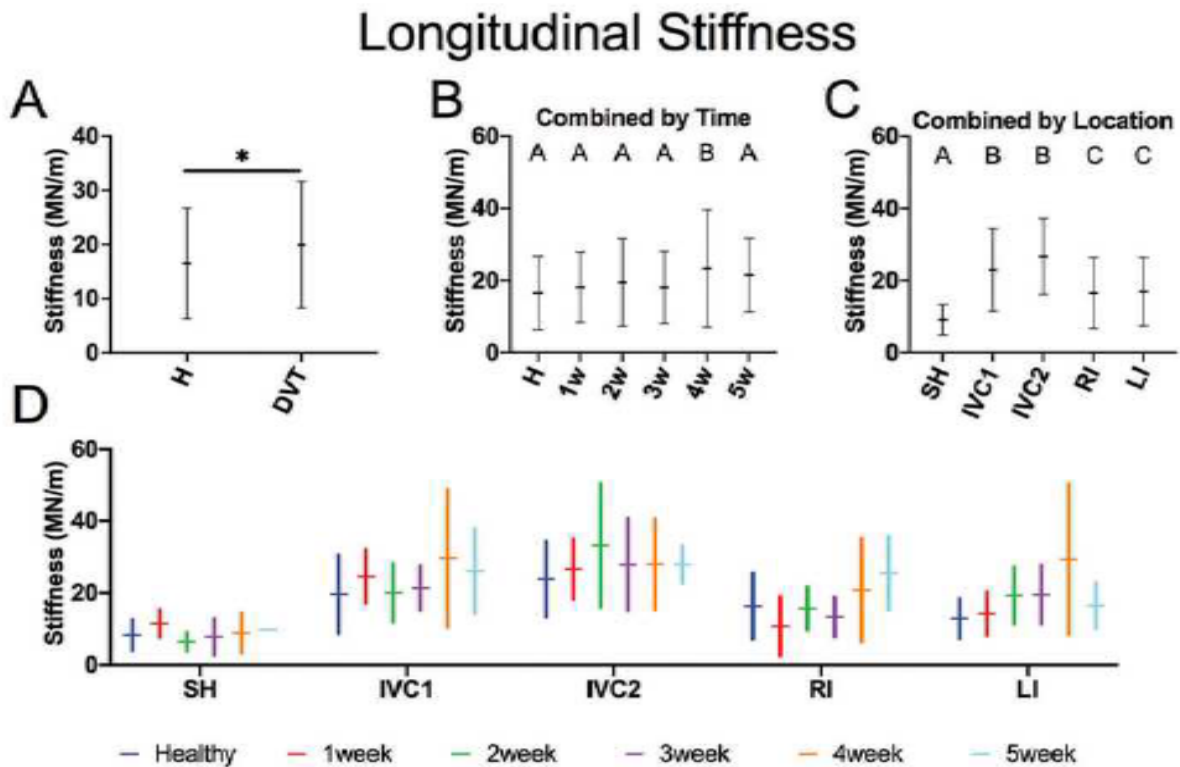 Longitudinal Stiffness
A
Stiffness (MN/m)
40
30
20
10
0
*
H
DVT
B
Combined by Time
Stiffness (MN/m)
60
40
20
0
A A A A B A
H 1w 2w 3w 4w 5w
C
Combined by Location
Stiffness (MN/m)
60
40
20
0
A B B C C
SH IVC1 IVC2 RI LI
D
Stiffness (MN/m)
60
40
20
0
SH IVC1 IVC2 RI LI
Healthy 1week 2week 3week 4week 5week